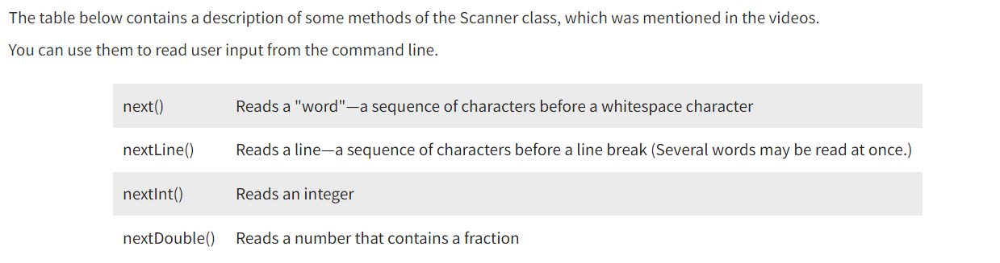 The table below contains a description of some methods of the Scanner class, which was mentioned in the videos.
You can use them to read user input from the command line.
next() Reads a "word"—a sequence of characters before a whitespace character
nextLine() Reads a line—a sequence of characters before a line break (Several words may be read at once.)
nextInt() Reads an integer
nextDouble() Reads a number that contains a fraction